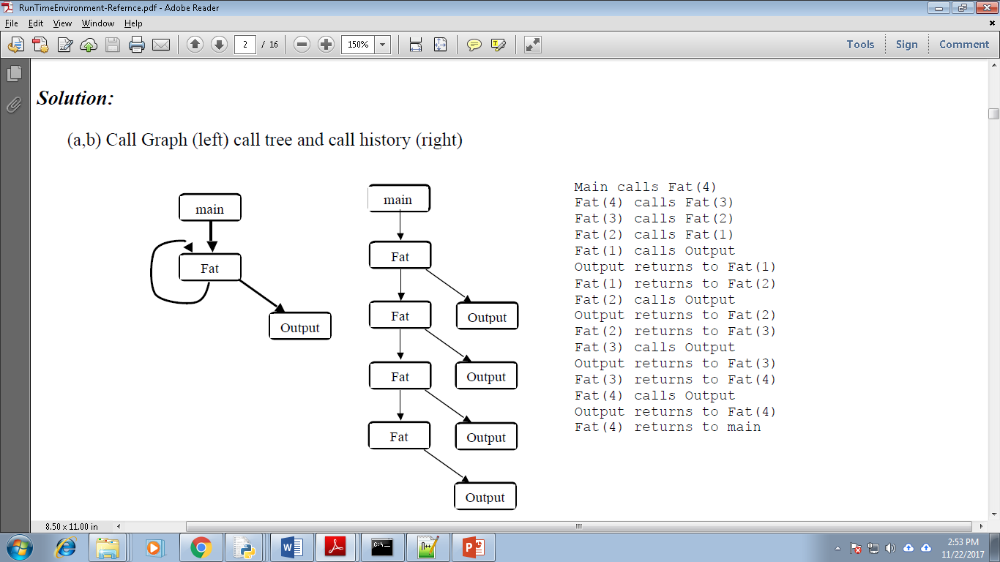 RunTimeEnvironment-Refernce.pdf - Adobe Reader
File Edit View Window Help
2 / 16 150% Tools Sign Comment
Solution:
(a,b) Call Graph (left) call tree and call history (right)
main
Fat
Output
main
Fat
Fat
Output
Fat
Output
Fat
Output
Output
Main calls Fat(4)
Fat(4) calls Fat(3)
Fat(3) calls Fat(2)
Fat(2) calls Fat(1)
Fat(1) calls Output
Output returns to Fat(1)
Fat(1) returns to Fat(2)
Fat(2) calls Output
Output returns to Fat(2)
Fat(2) returns to Fat(3)
Fat(3) calls Output
Output returns to Fat(3)
Fat(3) returns to Fat(4)
Fat(4) calls Output
Output returns to Fat(4)
Fat(4) returns to main
8.50 x 11.00 in
2:53 PM
11/22/2017